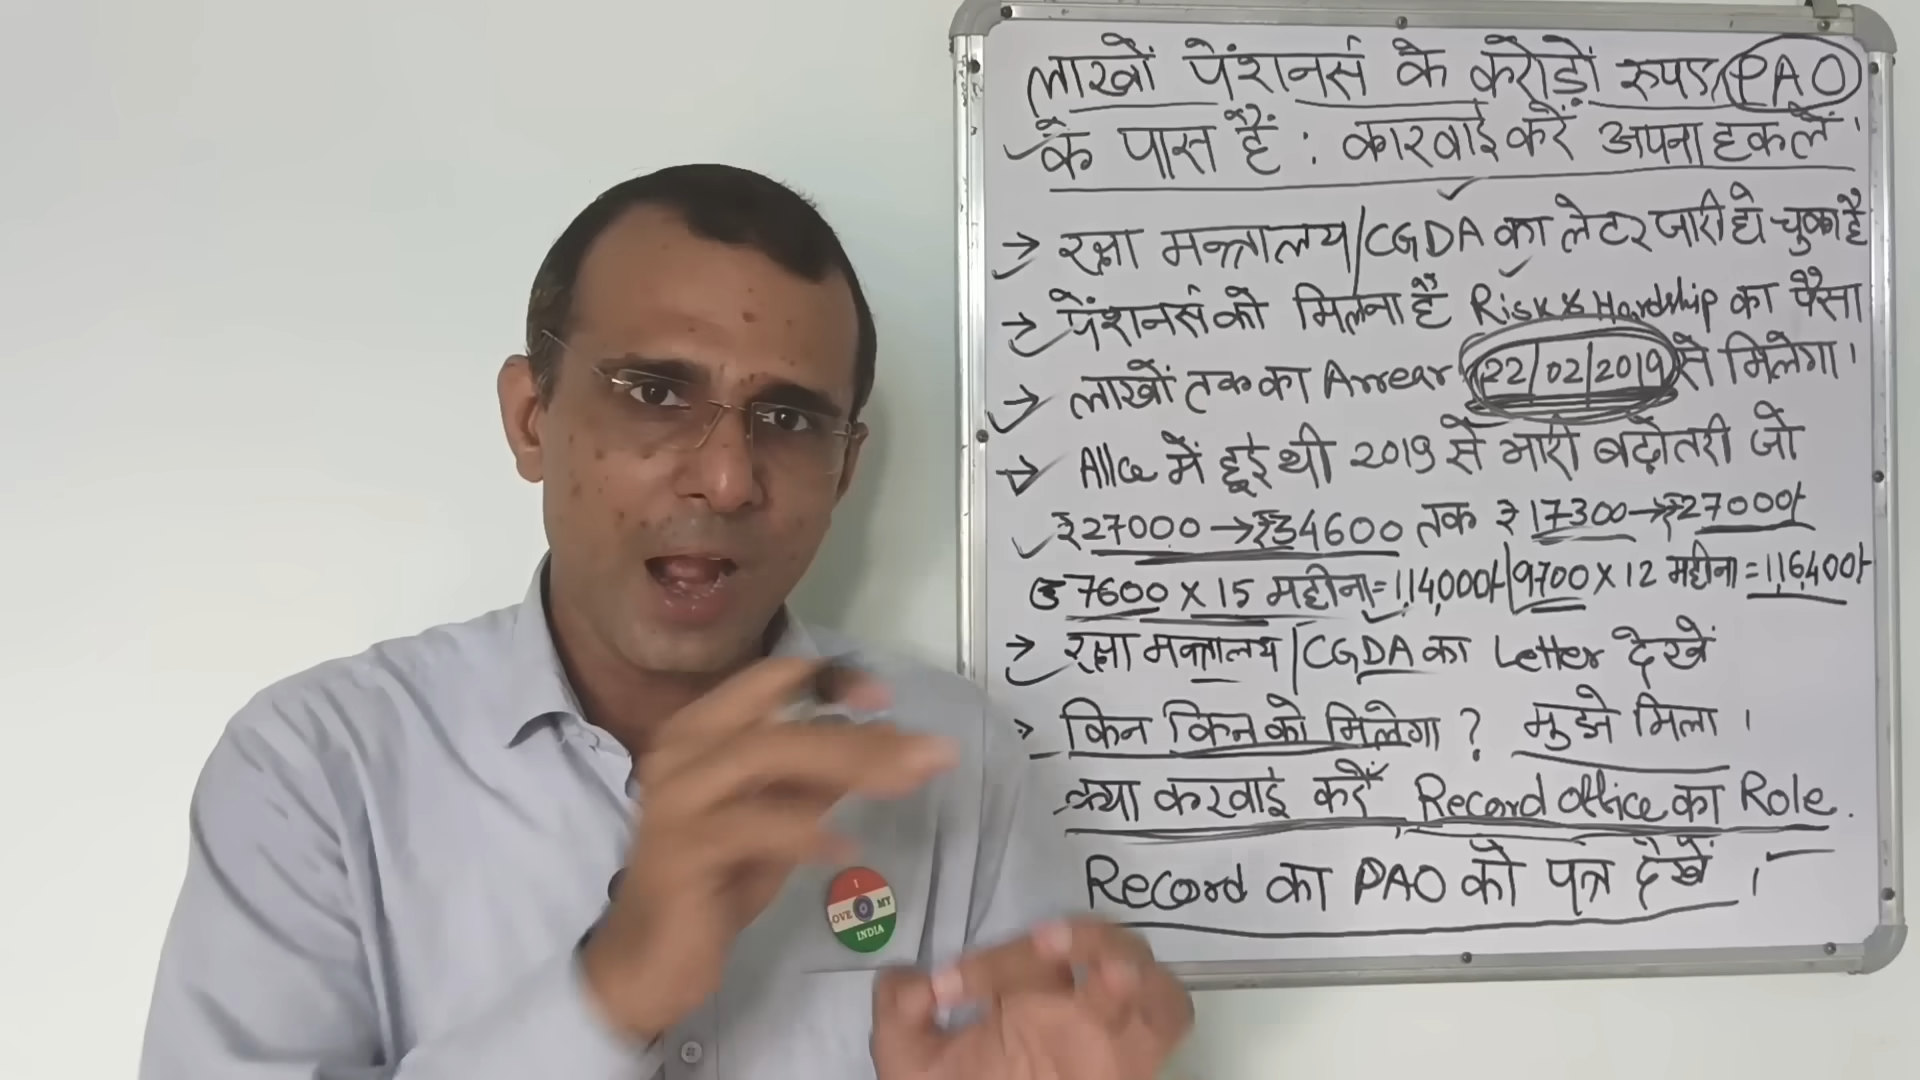 लाखों पेंशनर्स के करोड़ों रुपए PAO
के पास हैं : कारवाई करें अपना हक लें।
→ रक्षा मन्त्रालय/CGDA का लेटर जारी हो चुका है
→ पेंशनर्स को मिलना है Risk & Hardship का पैसा
→ लाखों तक का Arrear 22/02/2019 से मिलेगा।
→ Allce में हुई थी 2019 से भारी बढ़ोतरी जो
₹27000 → ₹34600 तक ₹17300 → ₹27000/-
7600 x 15 महीना = 1,14,000/- 9700 x 12 महीना = 1,16,400/-
→ रक्षा मन्त्रालय/CGDA का Letter देखें
→ किन किन को मिलेगा ? मुझे मिला।
क्या करवाई करें Record office का Role.
Record का PAO को पत्र देखें।
I
LOVE MY
INDIA